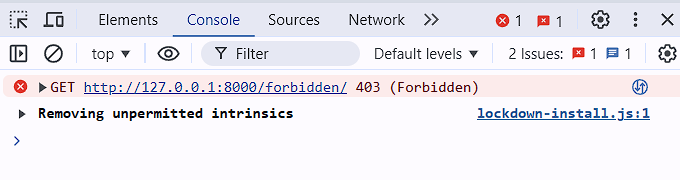 Elements Console Sources Network 1 1
top Filter Default levels 2 Issues: 1 1
GET http://127.0.0.1:8000/forbidden/ 403 (Forbidden)
Removing unpermitted intrinsics lockdown-install.js:1